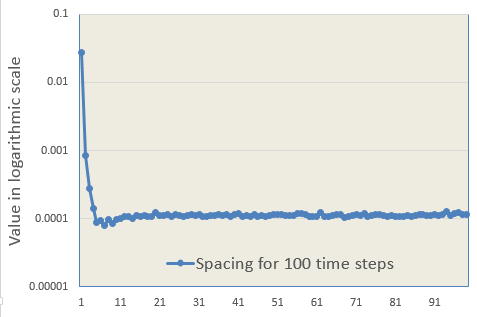 0.1
0.01
0.001
0.0001
0.00001
Value in logarithmic scale
Spacing for 100 time steps
1 11 21 31 41 51 61 71 81 91